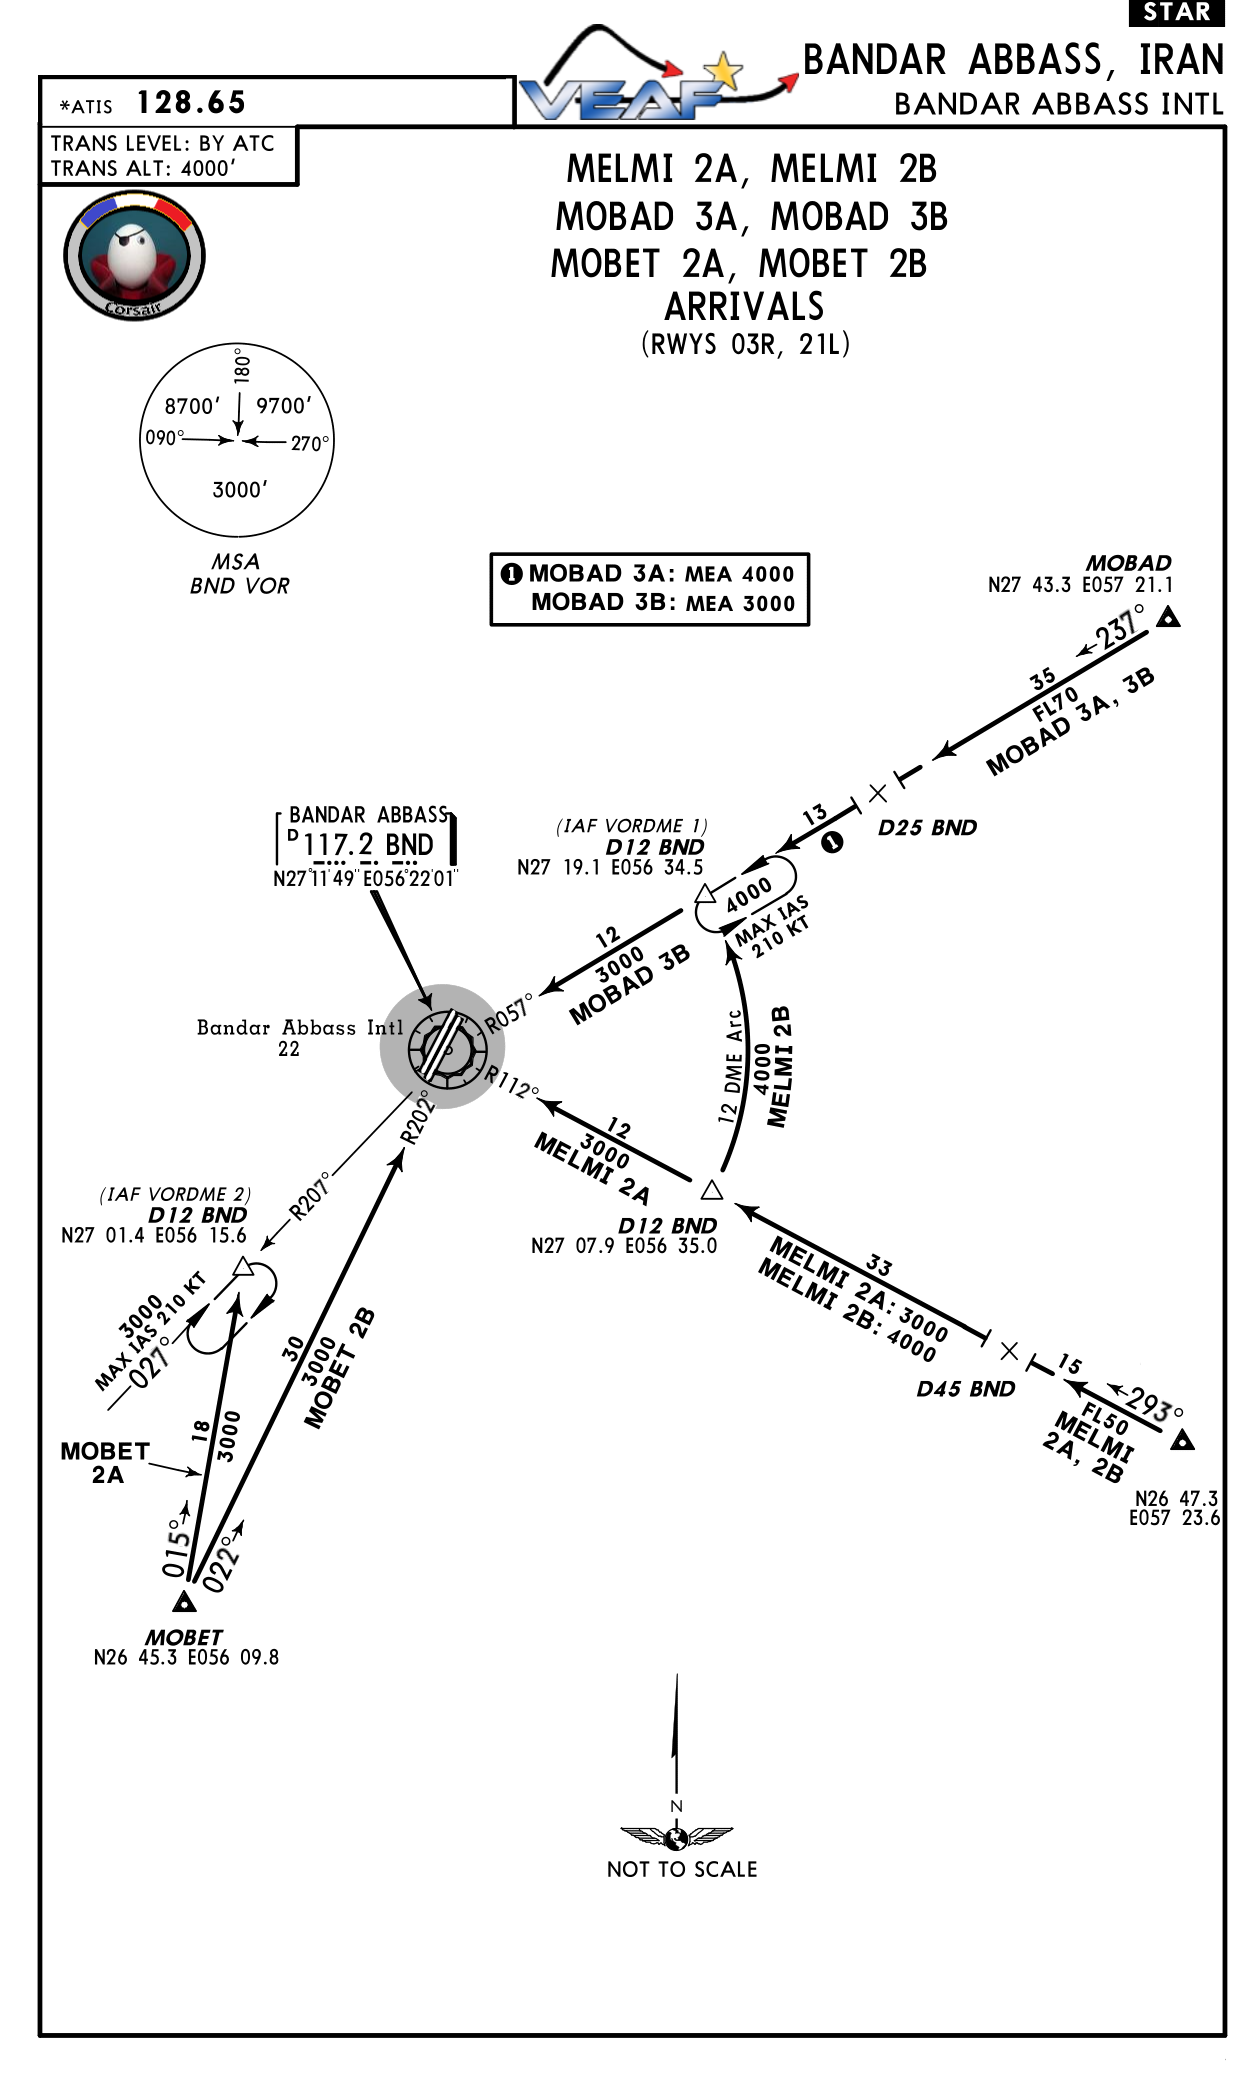 STAR
BANDAR ABBASS, IRAN
BANDAR ABBASS INTL
VEAF
*ATIS 128.65
TRANS LEVEL: BY ATC
TRANS ALT: 4000'
MELMI 2A, MELMI 2B
MOBAD 3A, MOBAD 3B
MOBET 2A, MOBET 2B
ARRIVALS
(RWYS 03R, 21L)
Corsair
180°
8700' 9700'
090° 270°
3000'
MSA
BND VOR
1 MOBAD 3A: MEA 4000
MOBAD 3B: MEA 3000
MOBAD
N27 43.3 E057 21.1
237°
35
FL70
MOBAD 3A, 3B
D25 BND
13
1
(IAF VORDME 1)
D12 BND
N27 19.1 E056 34.5
4000
MAX IAS
210 KT
BANDAR ABBASS
D 117.2 BND
N27°11'49" E056°22'01"
12
3000
MOBAD 3B
R057°
Bandar Abbass Intl
22
R112°
12 DME Arc
4000
MELMI 2B
12
3000
MELMI 2A
R202°
R207°
(IAF VORDME 2)
D12 BND
N27 01.4 E056 15.6
D12 BND
N27 07.9 E056 35.0
33
MELMI 2A: 3000
MELMI 2B: 4000
D45 BND
15
293°
FL50
MELMI
2A, 2B
N26 47.3
E057 23.6
3000
MAX IAS 210 KT
027°
30
3000
MOBET 2B
18
3000
MOBET
2A
015°
022°
MOBET
N26 45.3 E056 09.8
N
NOT TO SCALE